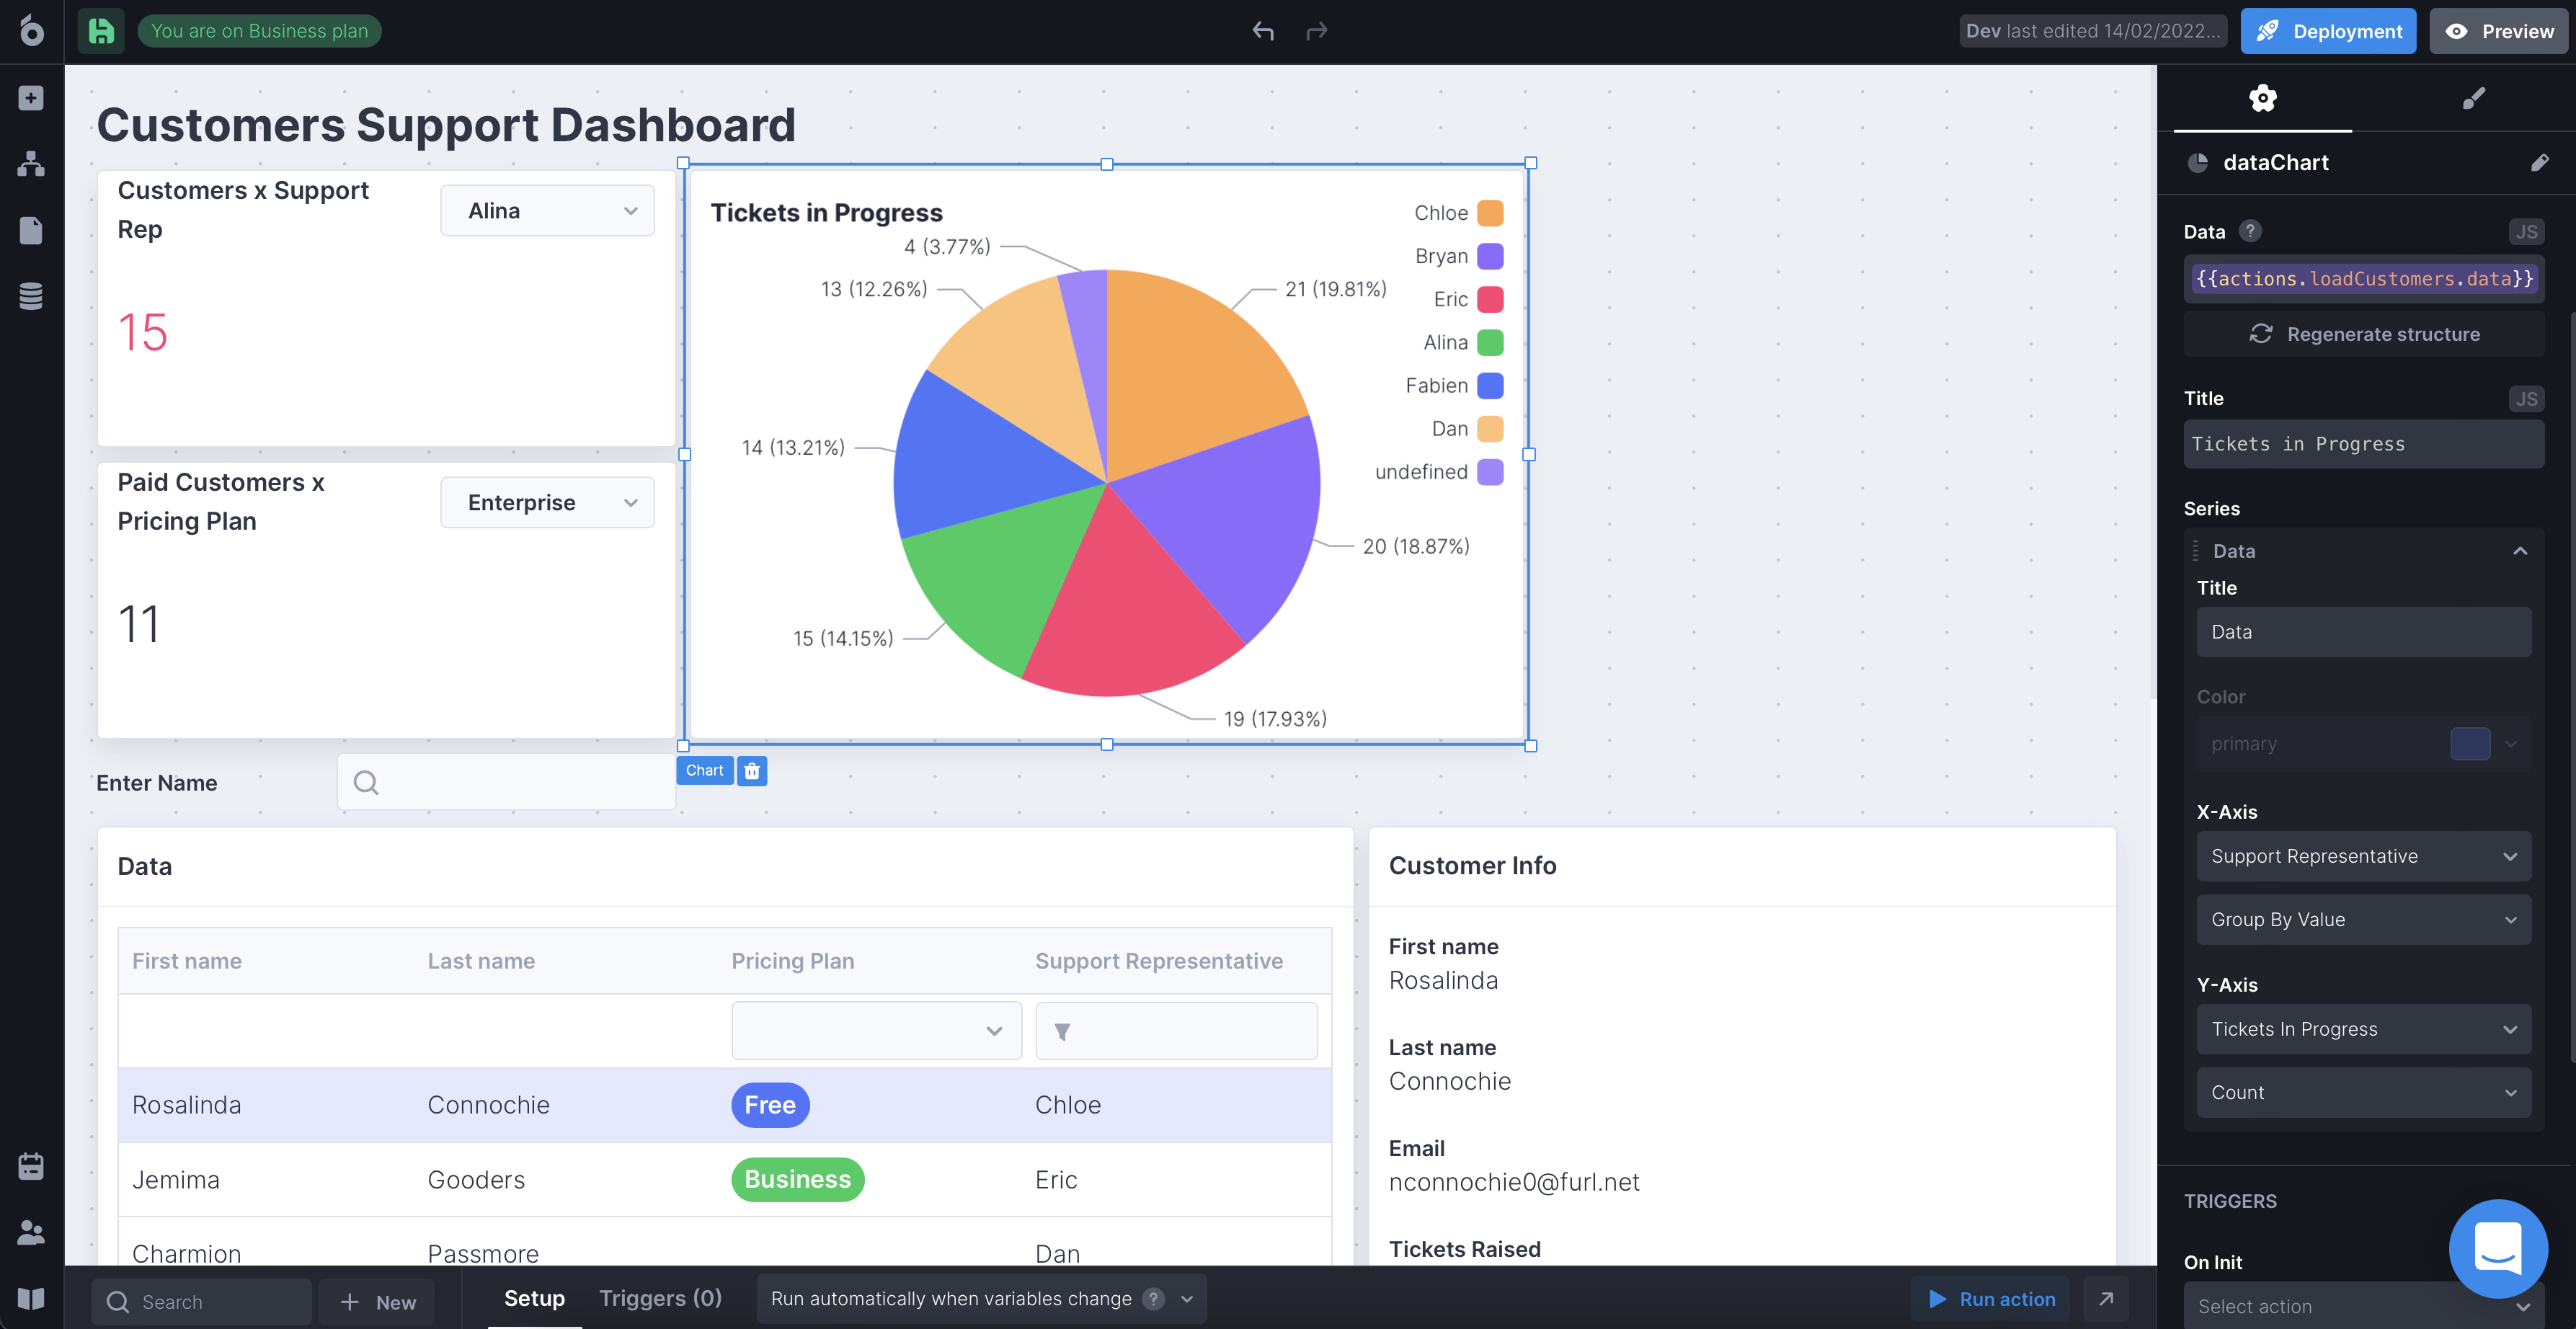 You are on Business plan
Dev last edited 14/02/2022...
Deployment
Preview
Customers Support Dashboard
Customers x Support
Rep
Alina
15
Paid Customers x
Pricing Plan
Enterprise
11
Tickets in Progress
4 (3.77%)
13 (12.26%)
21 (19.81%)
14 (13.21%)
20 (18.87%)
15 (14.15%)
19 (17.93%)
Chloe
Bryan
Eric
Alina
Fabien
Dan
undefined
Chart
Enter Name
Data
First name
Last name
Pricing Plan
Support Representative
Rosalinda
Connochie
Free
Chloe
Jemima
Gooders
Business
Eric
Charmion
Passmore
Dan
Customer Info
First name
Rosalinda
Last name
Connochie
Email
nconnochie0@furl.net
Tickets Raised
Search
New
Setup
Triggers (0)
Run automatically when variables change ?
Run action
dataChart
Data ?
JS
{{actions.loadCustomers.data}}
Regenerate structure
Title
JS
Tickets in Progress
Series
Data
Title
Data
Color
primary
X-Axis
Support Representative
Group By Value
Y-Axis
Tickets In Progress
Count
TRIGGERS
On Init
Select action